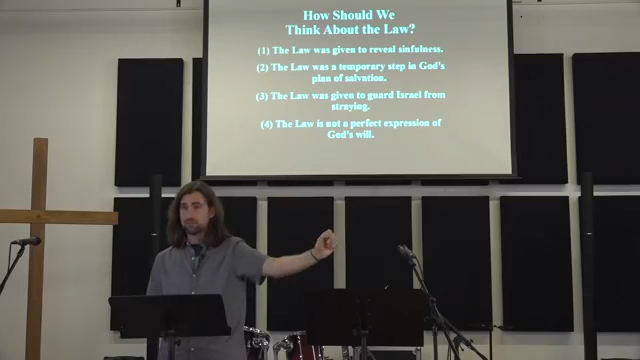 How Should We
Think About the Law?
(1) The Law was given to reveal sinfulness.
(2) The Law was a temporary step in God's
plan of salvation.
(3) The Law was given to guard Israel from
straying.
(4) The Law is not a perfect expression of
God's will.